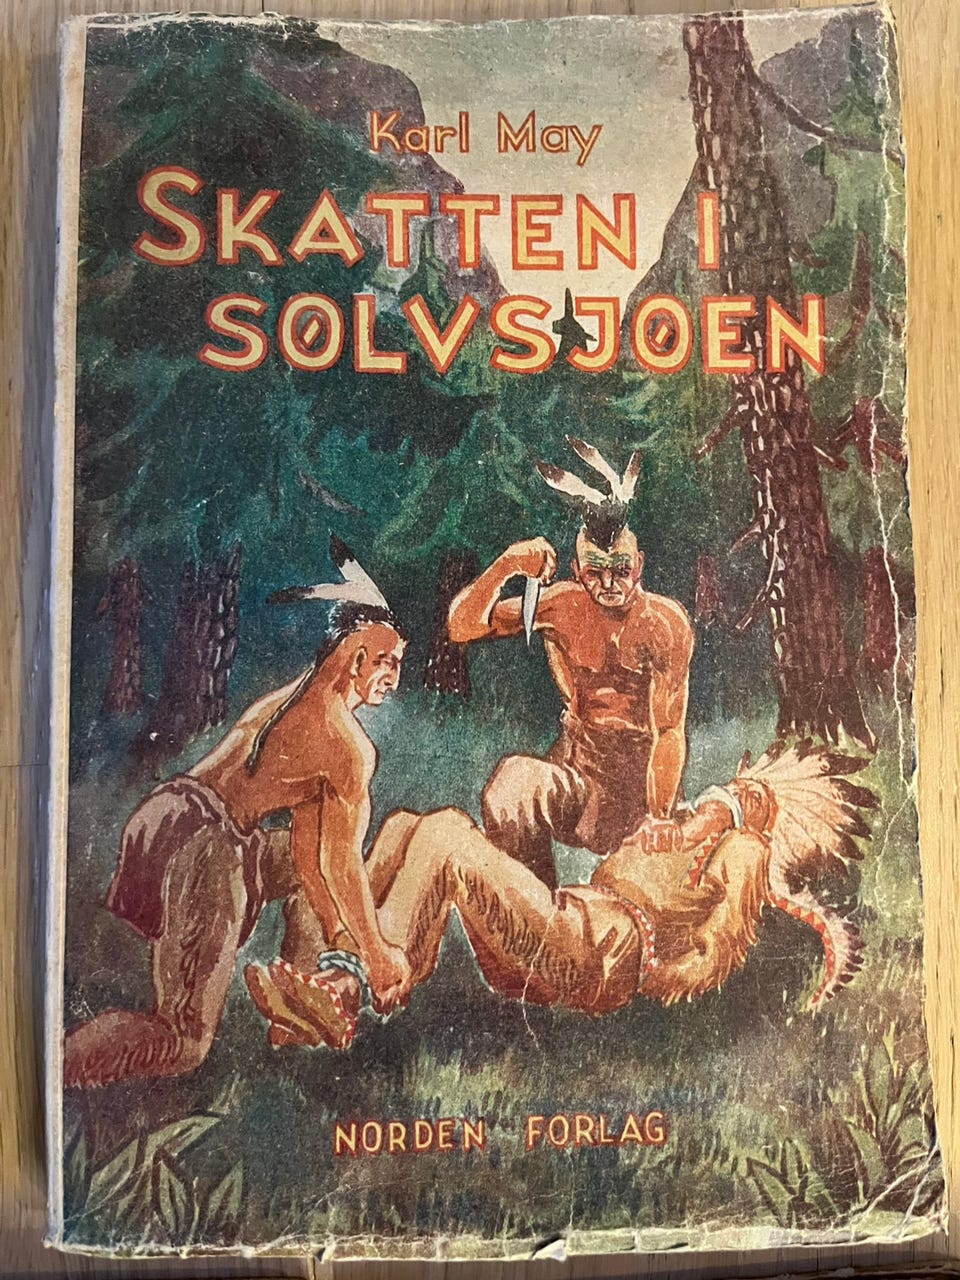 Karl May
SKATTEN I
SØLVSJØEN
NORDEN FORLAG